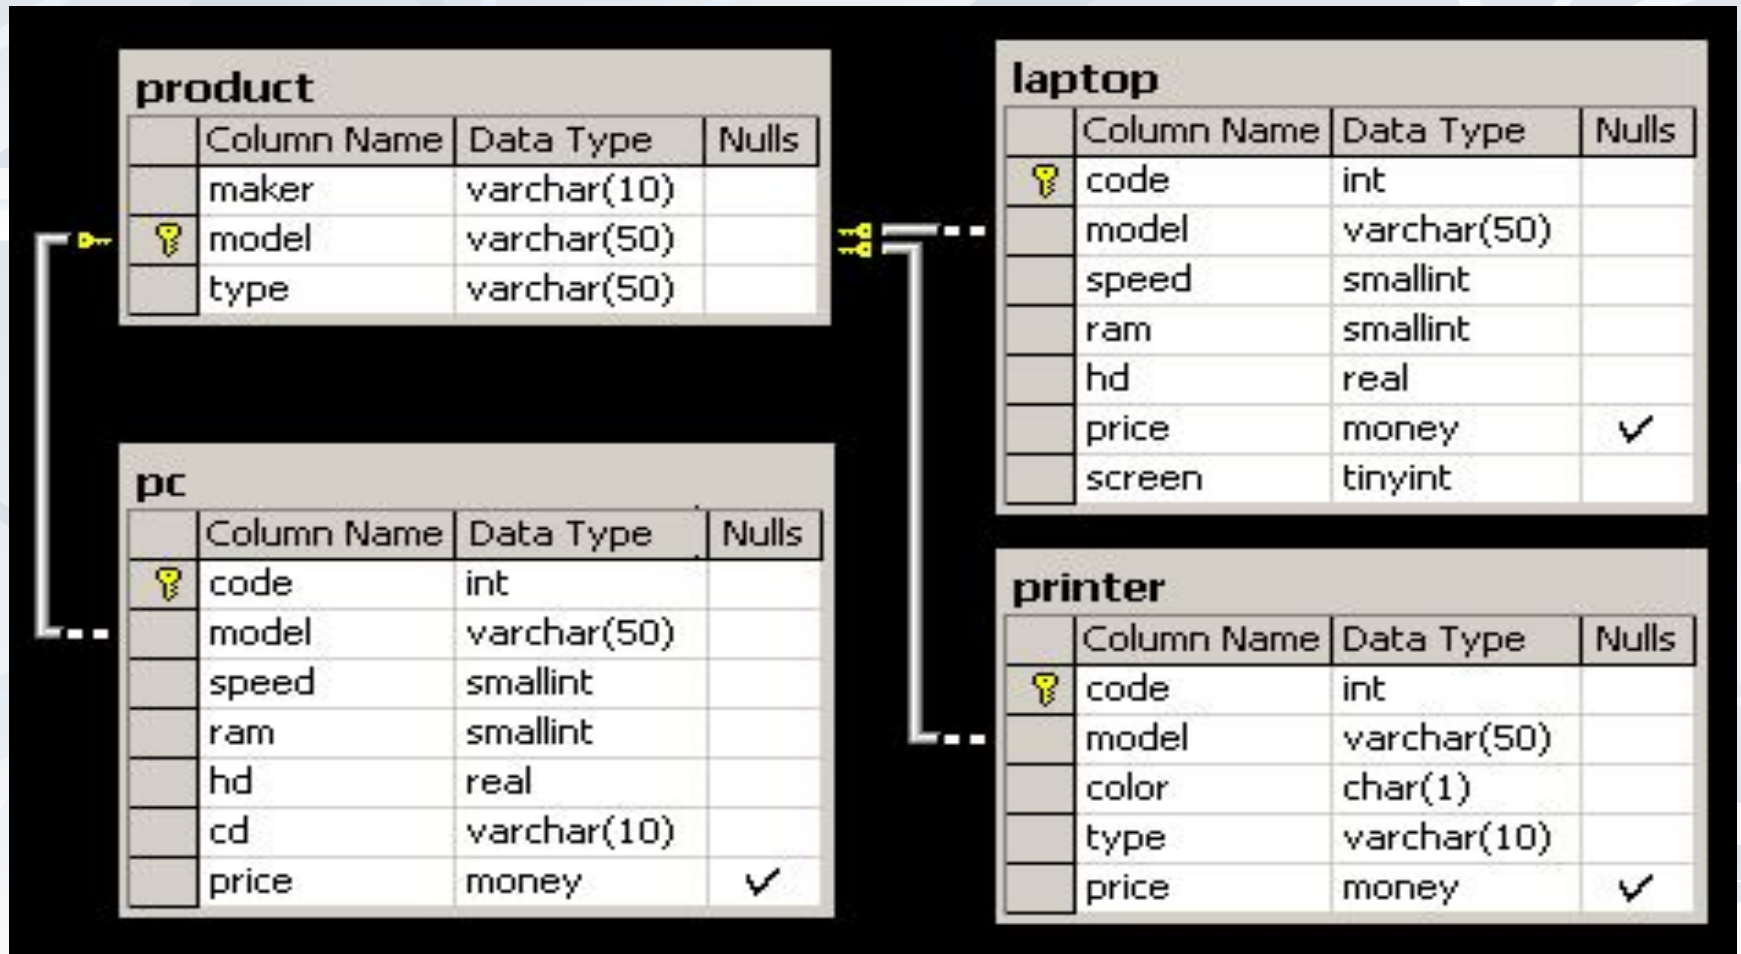 product
Column Name Data Type Nulls
maker varchar(10)
model varchar(50)
type varchar(50)
pc
Column Name Data Type Nulls
code int
model varchar(50)
speed smallint
ram smallint
hd real
cd varchar(10)
price money ✓
laptop
Column Name Data Type Nulls
code int
model varchar(50)
speed smallint
ram smallint
hd real
price money ✓
screen tinyint
printer
Column Name Data Type Nulls
code int
model varchar(50)
color char(1)
type varchar(10)
price money ✓